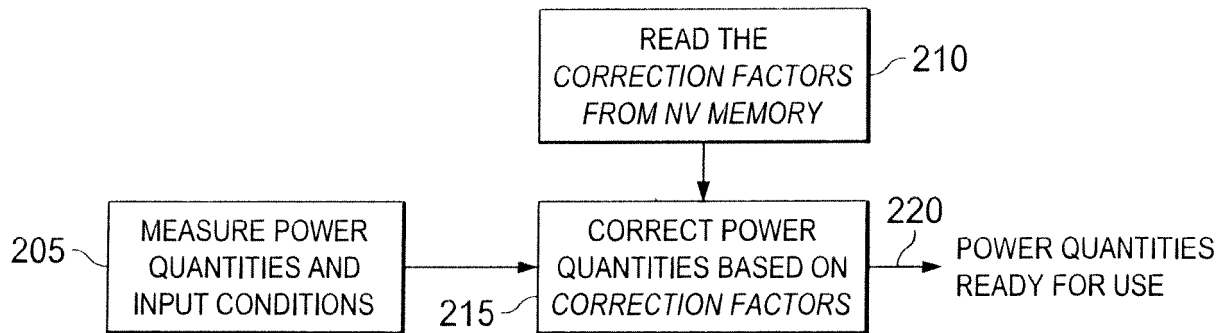 READ THE
CORRECTION FACTORS
FROM NV MEMORY
210
205
MEASURE POWER
QUANTITIES AND
INPUT CONDITIONS
215
CORRECT POWER
QUANTITIES BASED ON
CORRECTION FACTORS
220
POWER QUANTITIES
READY FOR USE